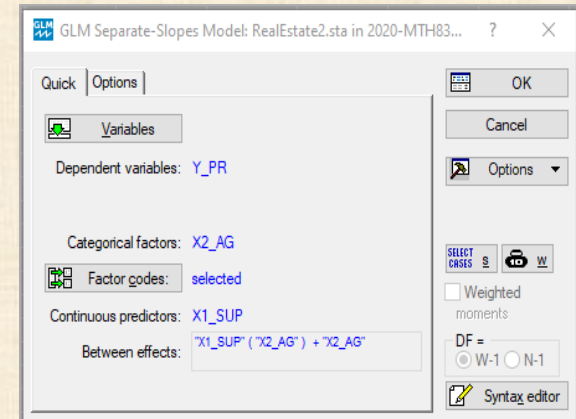 GLM Separate-Slopes Model: RealEstate2.sta in 2020-MTH83... ? ×
Quick Options
Variables
Dependent variables: Y_PR
Categorical factors: X2_AG
Factor codes: selected
Continuous predictors: X1_SUP
Between effects: "X1_SUP" ( "X2_AG" ) + "X2_AG"
OK
Cancel
Options
SELECT CASES S W
Weighted
moments
DF =
W-1 N-1
Syntax editor